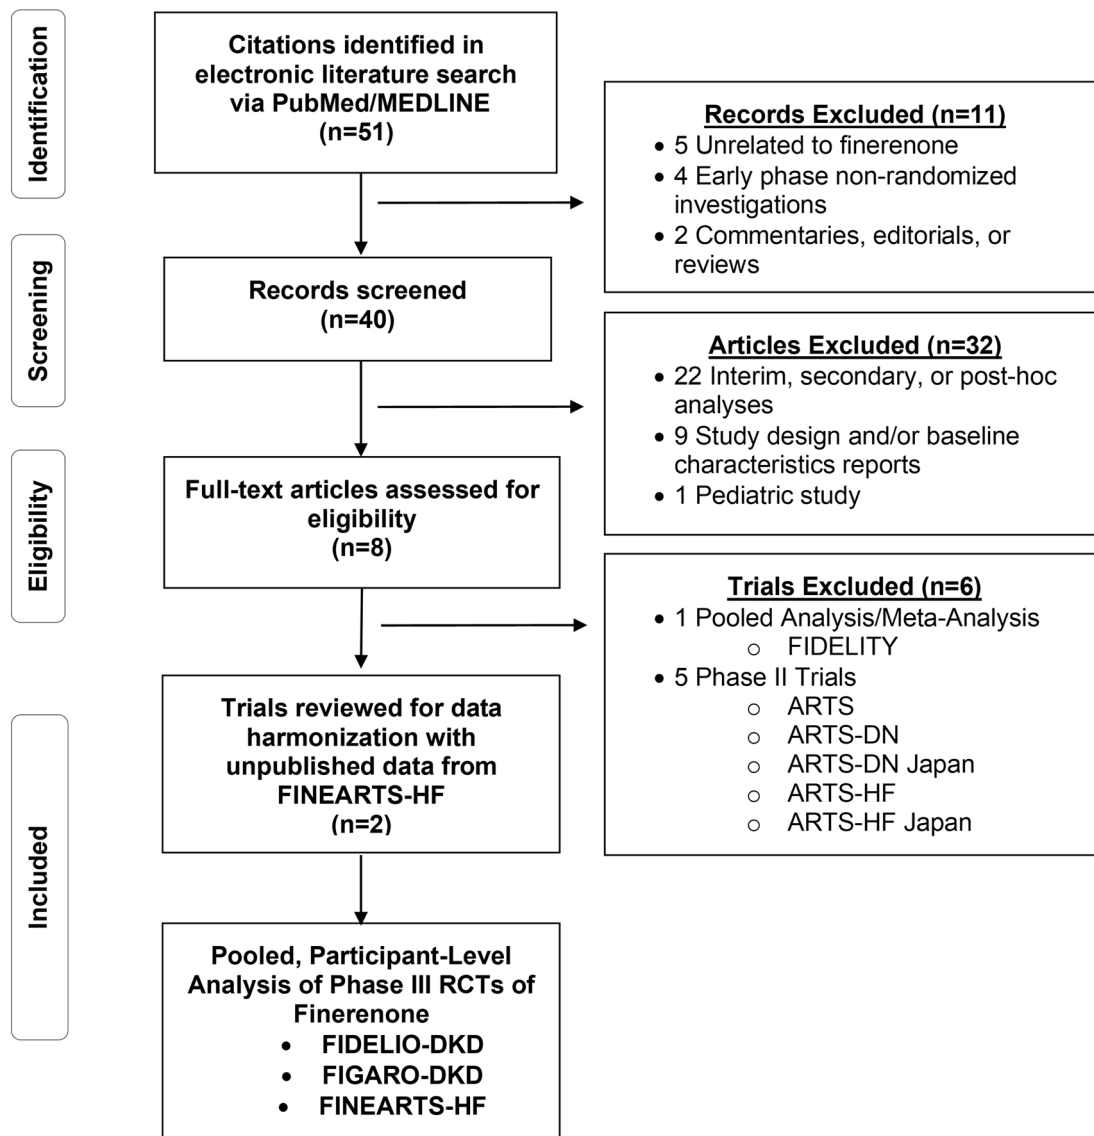 Identification
Citations identified in
electronic literature search
via PubMed/MEDLINE
(n=51)
Records Excluded (n=11)
• 5 Unrelated to finerenone
• 4 Early phase non-randomized
investigations
• 2 Commentaries, editorials, or
reviews
Screening
Records screened
(n=40)
Articles Excluded (n=32)
• 22 Interim, secondary, or post-hoc
analyses
• 9 Study design and/or baseline
characteristics reports
• 1 Pediatric study
Eligibility
Full-text articles assessed for
eligibility
(n=8)
Trials Excluded (n=6)
• 1 Pooled Analysis/Meta-Analysis
o FIDELITY
• 5 Phase II Trials
o ARTS
o ARTS-DN
o ARTS-DN Japan
o ARTS-HF
o ARTS-HF Japan
Included
Trials reviewed for data
harmonization with
unpublished data from
FINEARTS-HF
(n=2)
Pooled, Participant-Level
Analysis of Phase III RCTs of
Finerenone
• FIDELIO-DKD
• FIGARO-DKD
• FINEARTS-HF